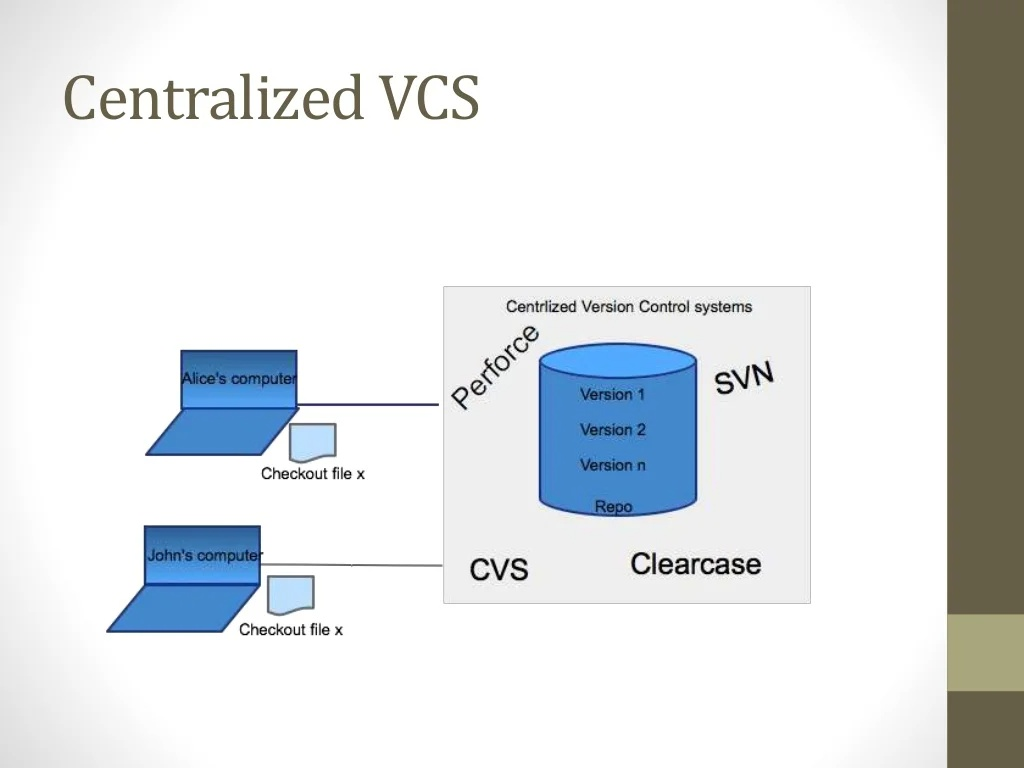 Centralized VCS
Centrlized Version Control systems
Perforce
SVN
Version 1
Version 2
Version n
Repo
CVS
Clearcase
Alice's computer
Checkout file x
John's computer
Checkout file x